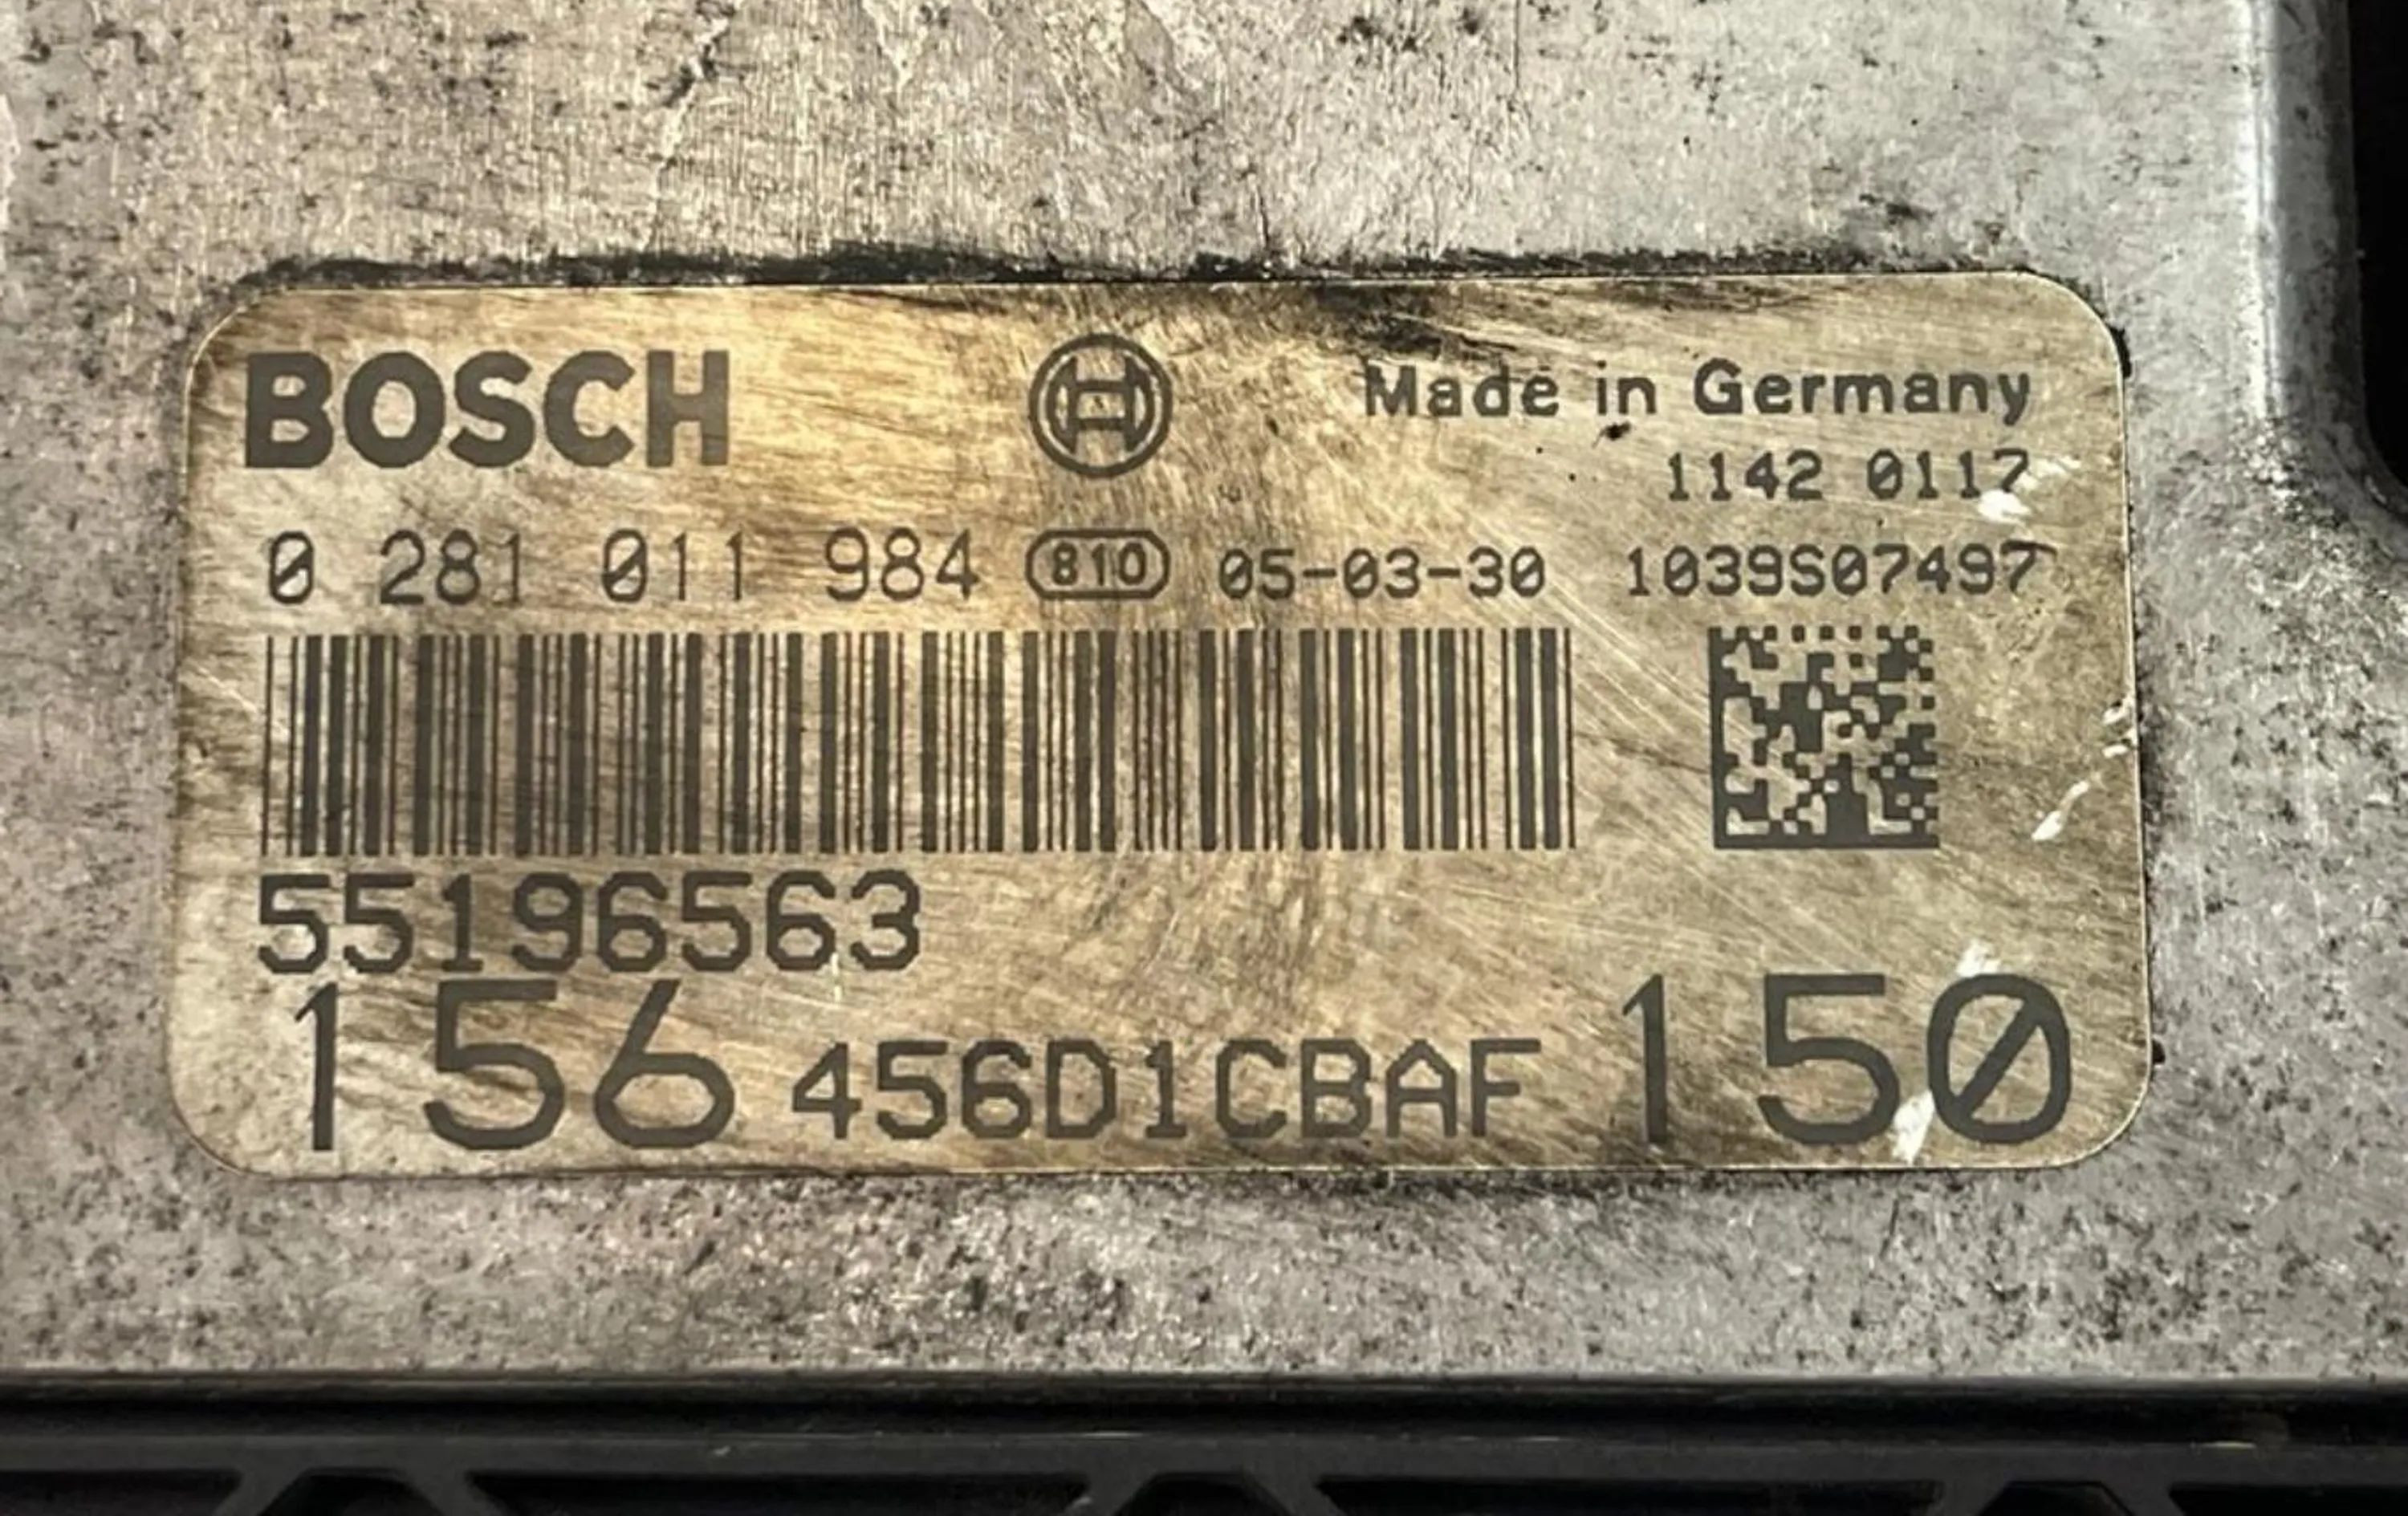 BOSCH Made in Germany
1142 0117
0 281 011 984 810 05-03-30 1039S07497
55196563
156 456D1CBAF 150